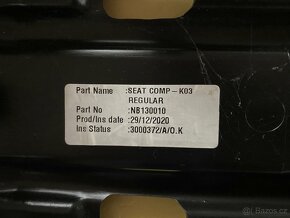 Part Name :SEAT COMP-K03
REGULAR
Part No :NB130010
Prod/Ins date :29/12/2020
Ins Status :3000372/A/O.K
Sbazar.cz